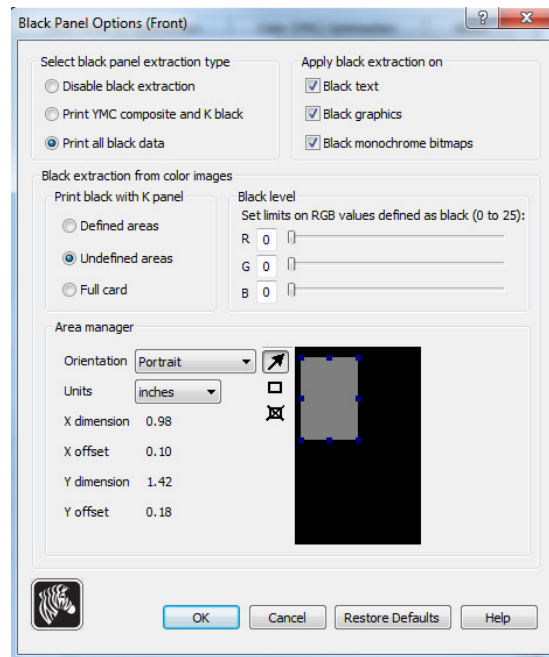 Black Panel Options (Front)
Select black panel extraction type
Disable black extraction
Print YMC composite and K black
Print all black data
Apply black extraction on
Black text
Black graphics
Black monochrome bitmaps
Black extraction from color images
Print black with K panel
Defined areas
Undefined areas
Full card
Black level
Set limits on RGB values defined as black (0 to 25):
R 0
G 0
B 0
Area manager
Orientation Portrait
Units inches
X dimension 0.98
X offset 0.10
Y dimension 1.42
Y offset 0.18
OK Cancel Restore Defaults Help